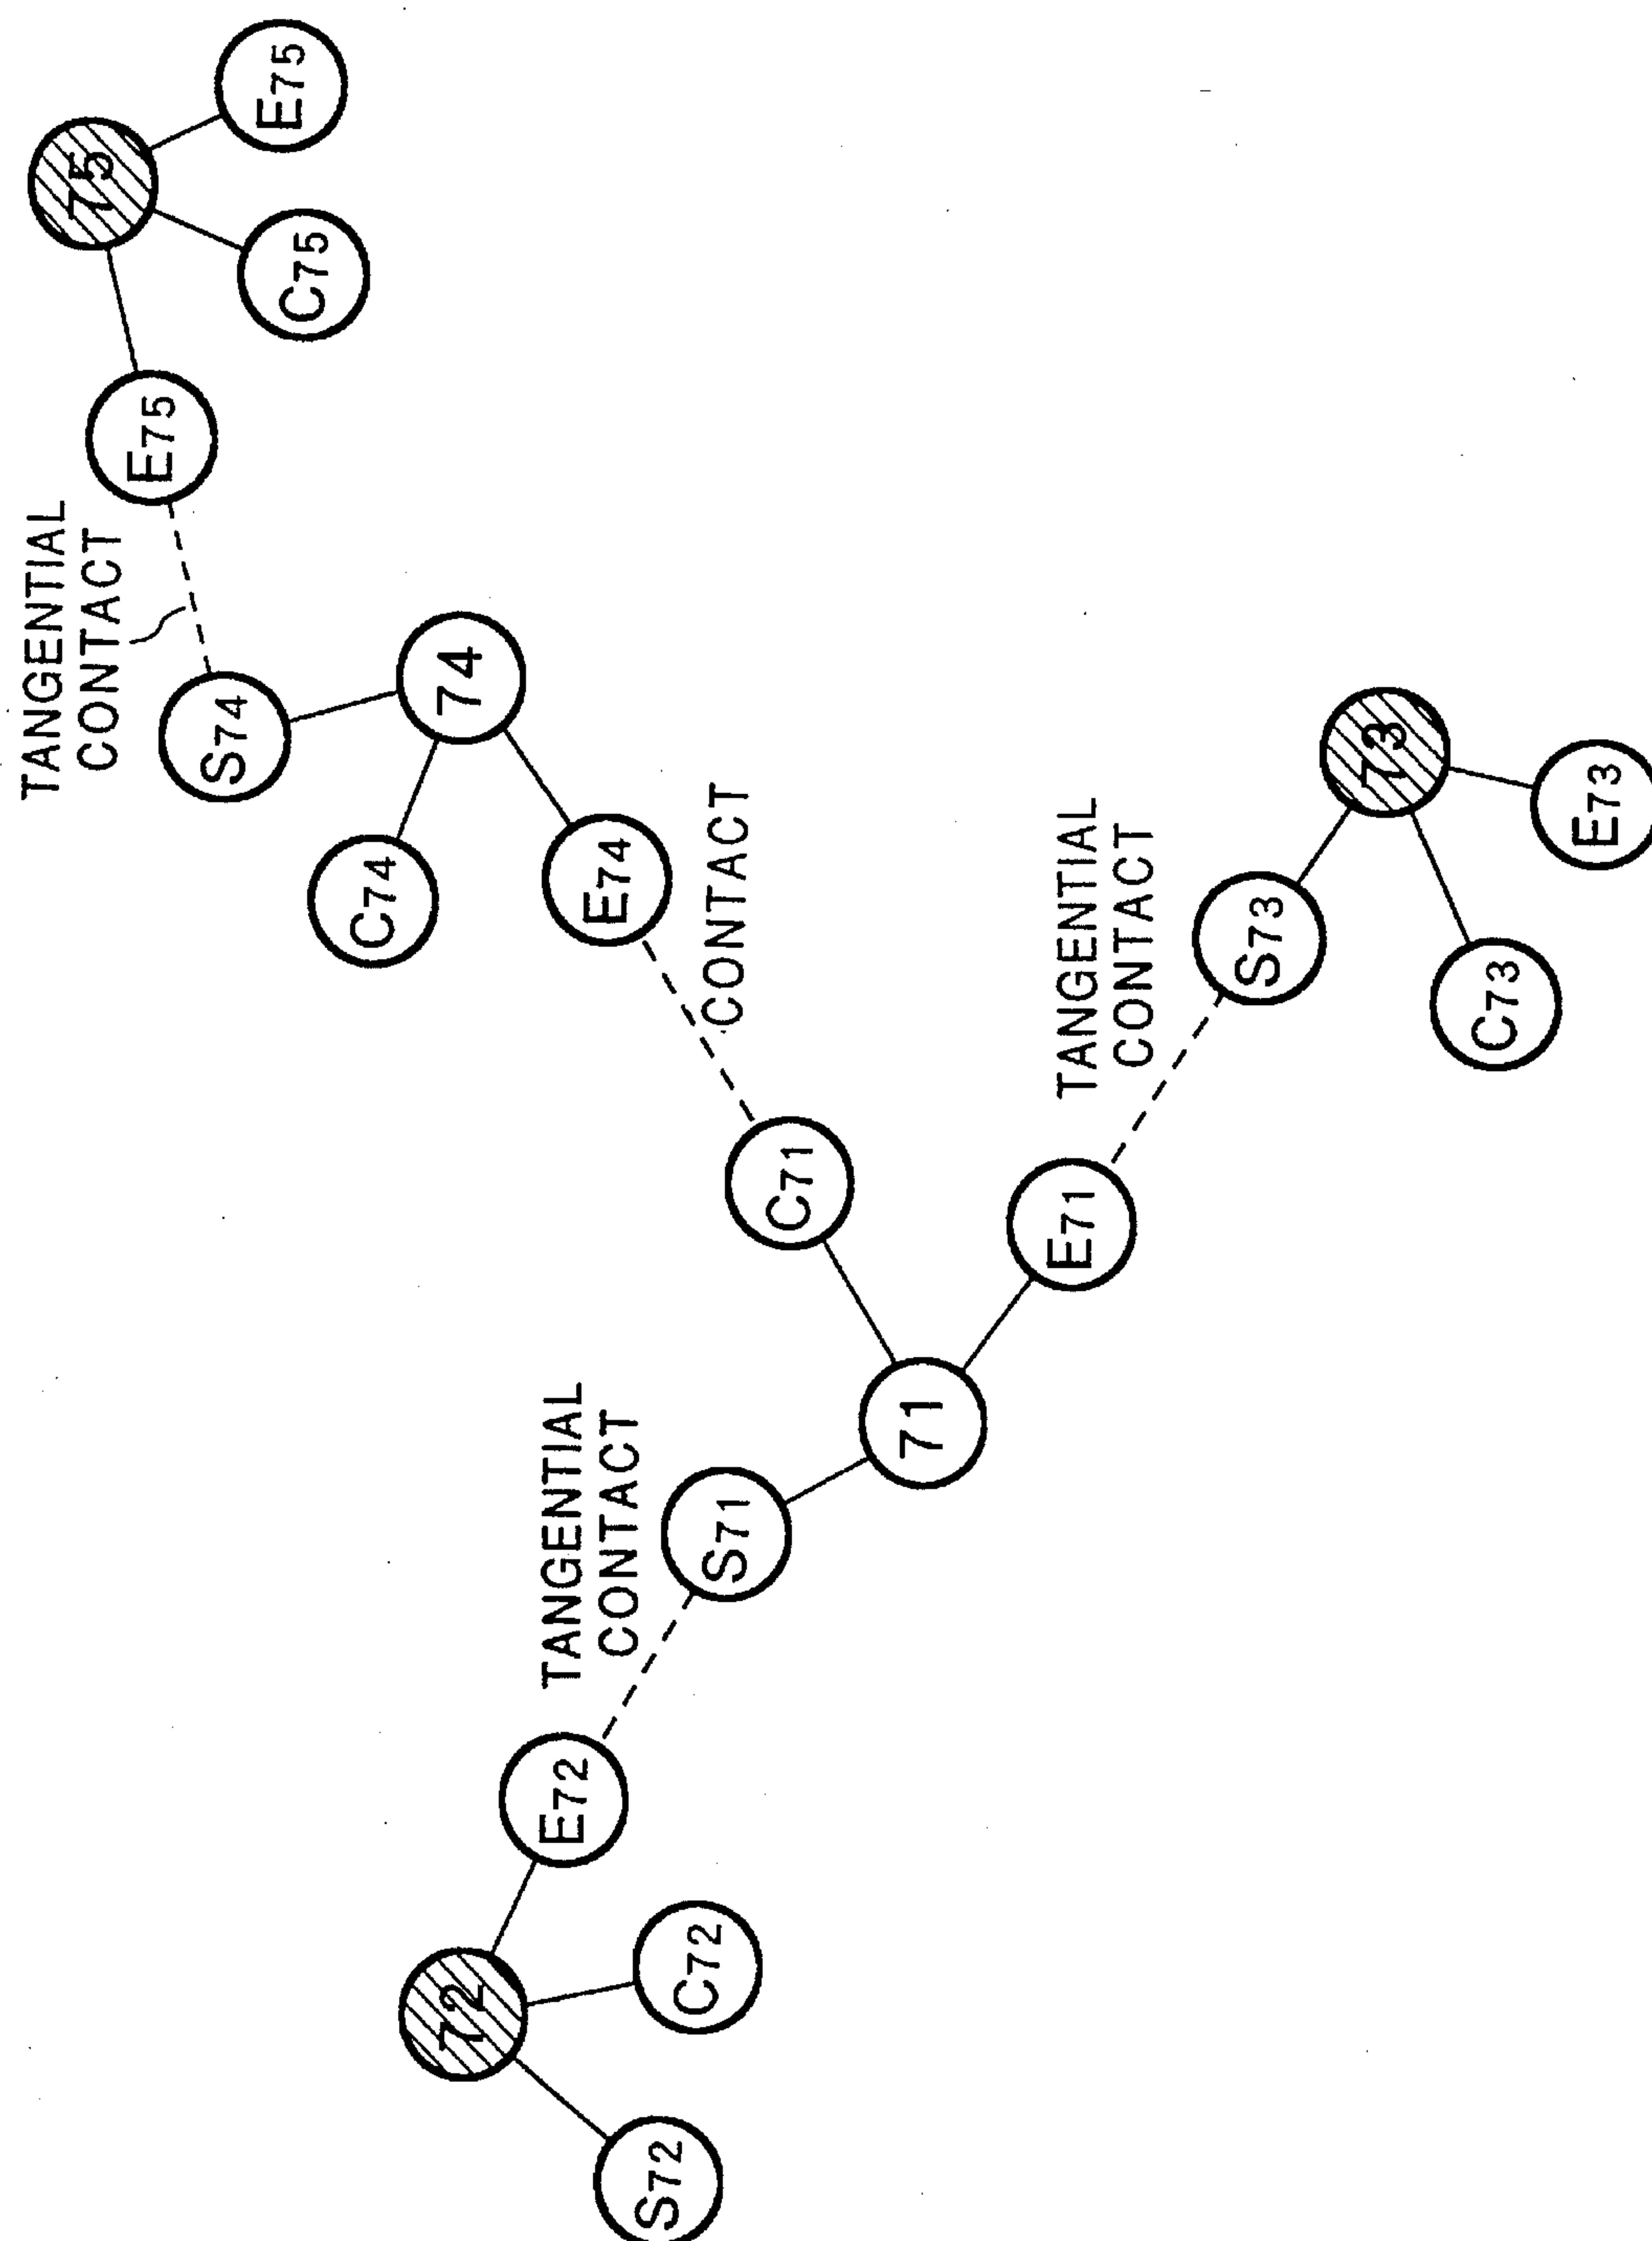 S72
72
C72
E72
TANGENTIAL
CONTACT
S71
71
C71
E71
CONTACT
E74
C74
74
S74
TANGENTIAL
CONTACT
E75
75
C75
E75
TANGENTIAL
CONTACT
S73
C73
73
E73